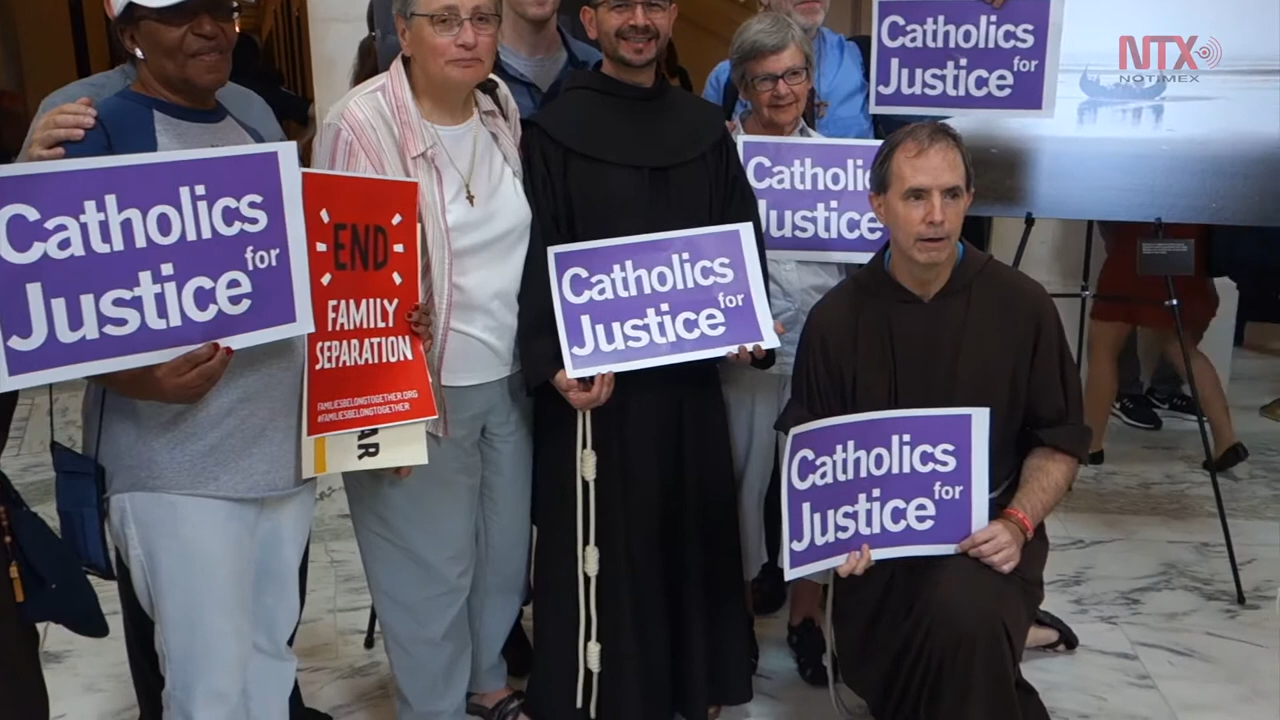 Catholics
for
Justice
NTX
NOTIMEX
Catholics
for
Justice
END
FAMILY
SEPARATION
FAMILIESBELONGTOGETHER.ORG
#FAMILIESBELONGTOGETHER
AR
Catholics
for
Justice
Catholic
Justice
Catholics
for
Justice